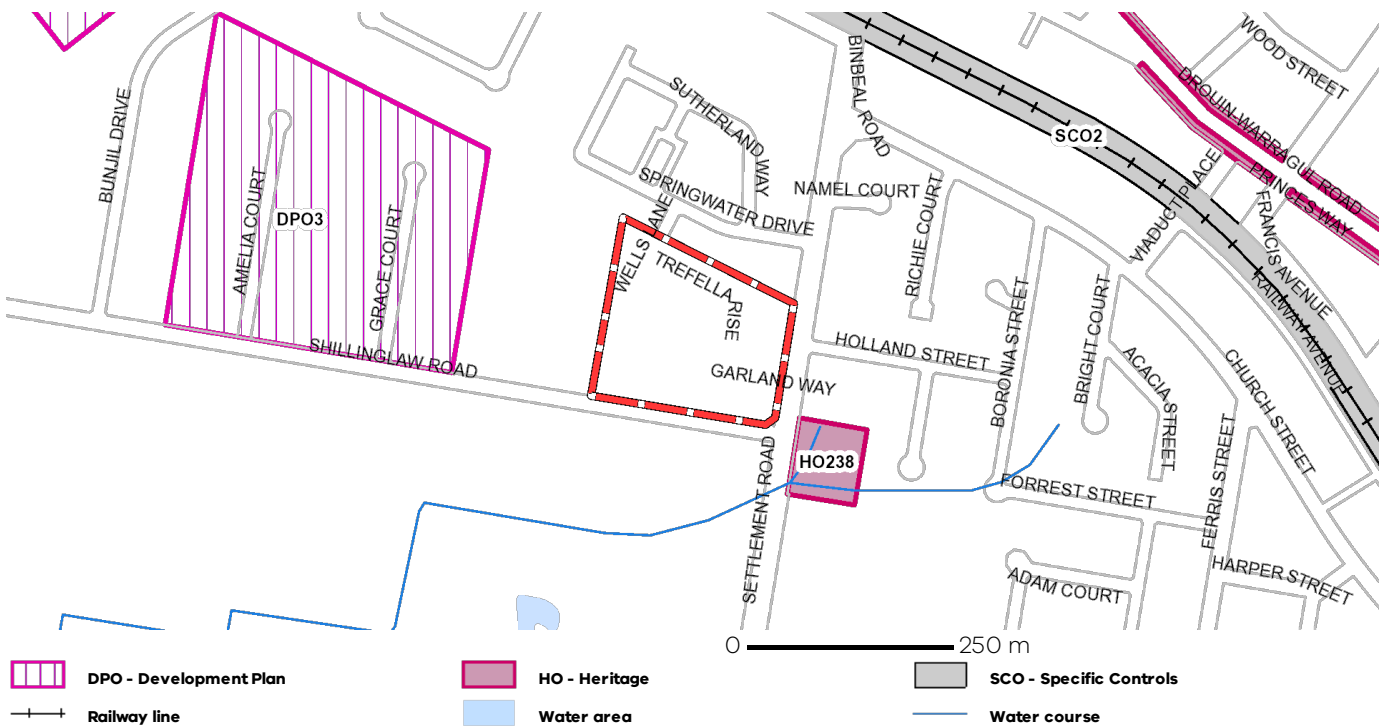 WOOD STREET
BINBEAL ROAD
DROUIN-WARRAGUL ROAD
SUTHERLAND WAY
BUNJIL DRIVE
SCO2
PRINCES WAY
VIADUCT PLACE
NAMEL COURT
SPRINGWATER DRIVE
RICHIE COURT
FRANCIS AVENUE
DPO3
AMELIA COURT
GRACE COURT
WELLS LANE
TREFELLA RISE
RAILWAY AVENUE
BORONIA STREET
BRIGHT COURT
HOLLAND STREET
SHILLINGLAW ROAD
GARLAND WAY
ACACIA STREET
CHURCH STREET
HO238
SETTLEMENT ROAD
FORREST STREET
FERRIS STREET
ADAM COURT
HARPER STREET
0 250 m
DPO - Development Plan
HO - Heritage
SCO - Specific Controls
Railway line
Water area
Water course